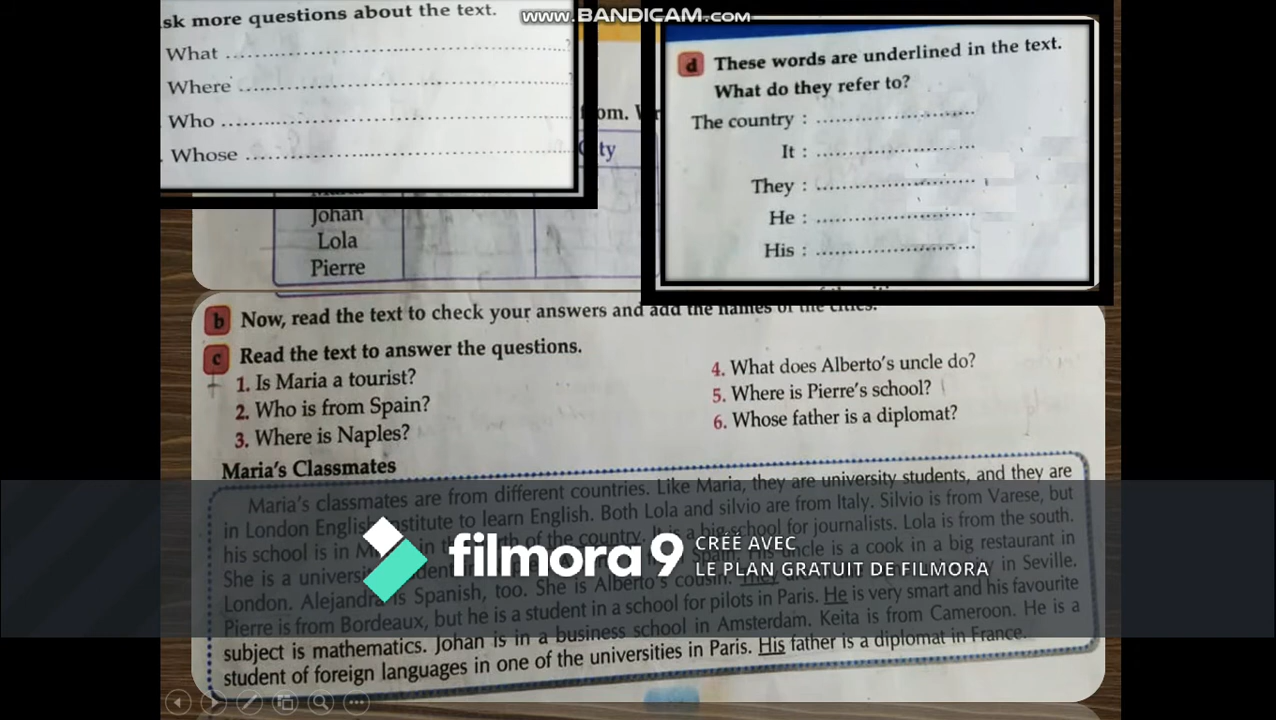 www.BANDICAM.com
sk more questions about the text.
What ..........?
Where ..........?
Who ..........
Whose ..........
om. W
City
Johan
Lola
Pierre
d These words are underlined in the text.
What do they refer to?
The country : ..........
It : ..........
They : ..........
He : ..........
His : ..........
b Now, read the text to check your answers and add the names of the cities.
c Read the text to answer the questions.
1. Is Maria a tourist?
2. Who is from Spain?
3. Where is Naples?
4. What does Alberto's uncle do?
5. Where is Pierre's school?
6. Whose father is a diplomat?
Maria's Classmates
Maria's classmates are from different countries. Like Maria, they are university students, and they are
in London English Institute to learn English. Both Lola and silvio are from Italy. Silvio is from Varese, but
his school is in in the of the country. It is a big school for journalists. Lola is from the south.
She is a Spain. His uncle is a cook in a big restaurant in
London. Alejandra is Spanish, too. She is Alberto's cousin. They in Seville.
Pierre is from Bordeaux, but he is a student in a school for pilots in Paris. He is very smart and his favourite
subject is mathematics. Johan is in a business school in Amsterdam. Keita is from Cameroon. He is a
student of foreign languages in one of the universities in Paris. His father is a diplomat in France.
filmora 9
CRÉÉ AVEC
LE PLAN GRATUIT DE FILMORA